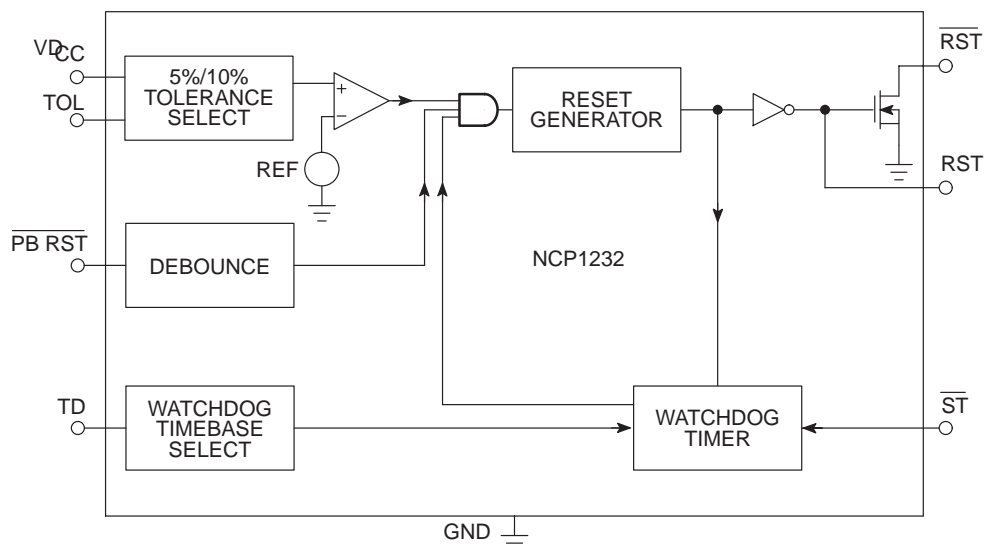 VDCC
5%/10%
TOLERANCE
SELECT
TOL
+
−
REF
RESET
GENERATOR
RST
RST
PB RST
DEBOUNCE
NCP1232
TD
WATCHDOG
TIMEBASE
SELECT
WATCHDOG
TIMER
ST
GND